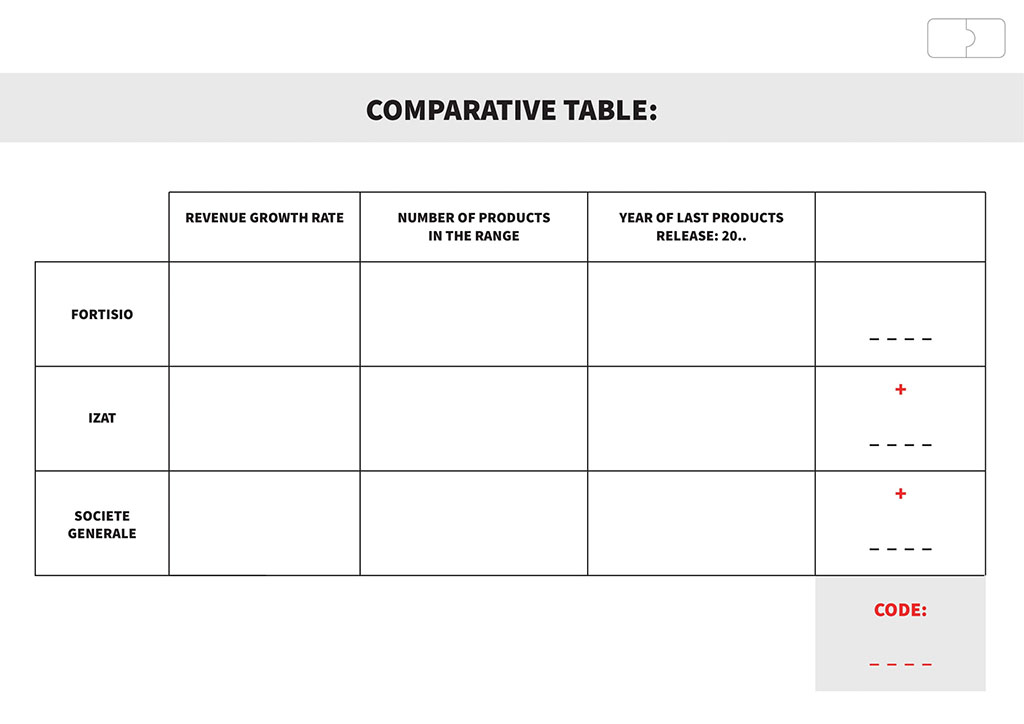 COMPARATIVE TABLE:
REVENUE GROWTH RATE
NUMBER OF PRODUCTS
IN THE RANGE
YEAR OF LAST PRODUCTS
RELEASE: 20..
FORTISIO
_ _ _ _
IZAT
+
_ _ _ _
SOCIETE
GENERALE
+
_ _ _ _
CODE:
_ _ _ _